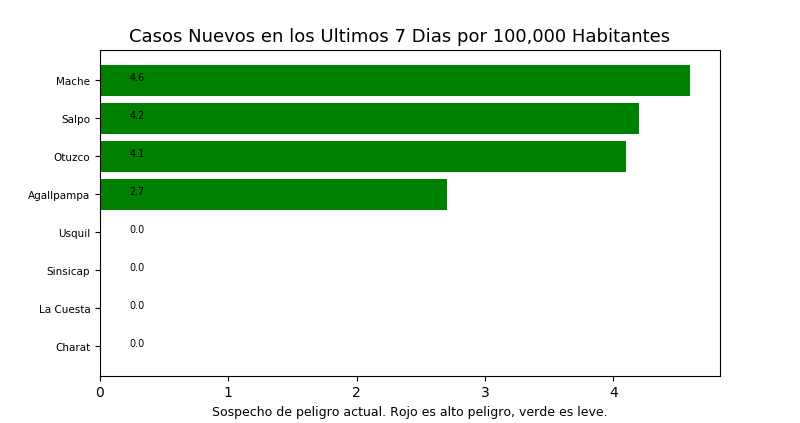 Casos Nuevos en los Ultimos 7 Dias por 100,000 Habitantes
Mache 4.6
Salpo 4.2
Otuzco 4.1
Agallpampa 2.7
Usquil 0.0
Sinsicap 0.0
La Cuesta 0.0
Charat 0.0
0 1 2 3 4
Sospecho de peligro actual. Rojo es alto peligro, verde es leve.